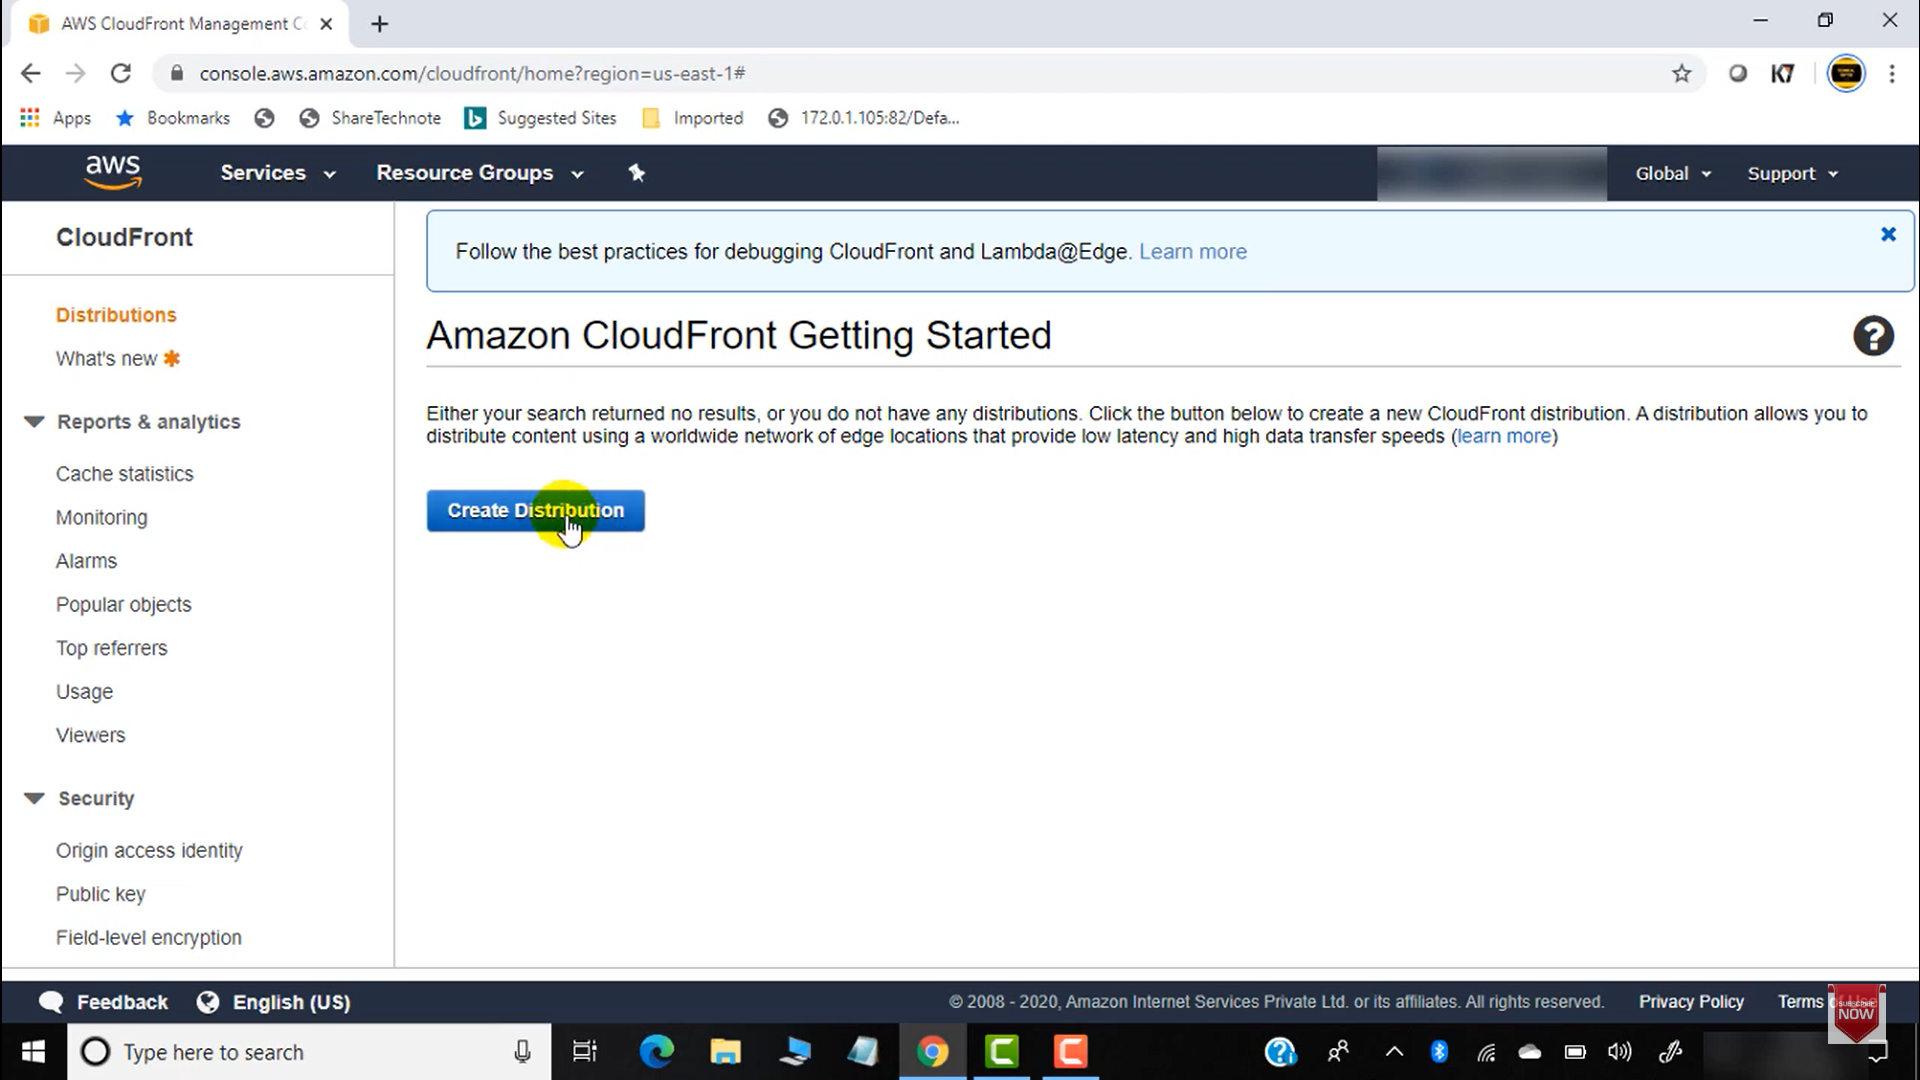 AWS CloudFront Management C
console.aws.amazon.com/cloudfront/home?region=us-east-1#
K7
Apps
Bookmarks
ShareTechnote
Suggested Sites
Imported
172.0.1.105:82/Defa...
aws
Services
Resource Groups
Global
Support
CloudFront
Distributions
What's new
Reports & analytics
Cache statistics
Monitoring
Alarms
Popular objects
Top referrers
Usage
Viewers
Security
Origin access identity
Public key
Field-level encryption
Follow the best practices for debugging CloudFront and Lambda@Edge. Learn more
Amazon CloudFront Getting Started
Either your search returned no results, or you do not have any distributions. Click the button below to create a new CloudFront distribution. A distribution allows you to
distribute content using a worldwide network of edge locations that provide low latency and high data transfer speeds (learn more)
Create Distribution
Feedback
English (US)
© 2008 - 2020, Amazon Internet Services Private Ltd. or its affiliates. All rights reserved.
Privacy Policy
Terms of Use
SUBSCRIBE
NOW
Type here to search